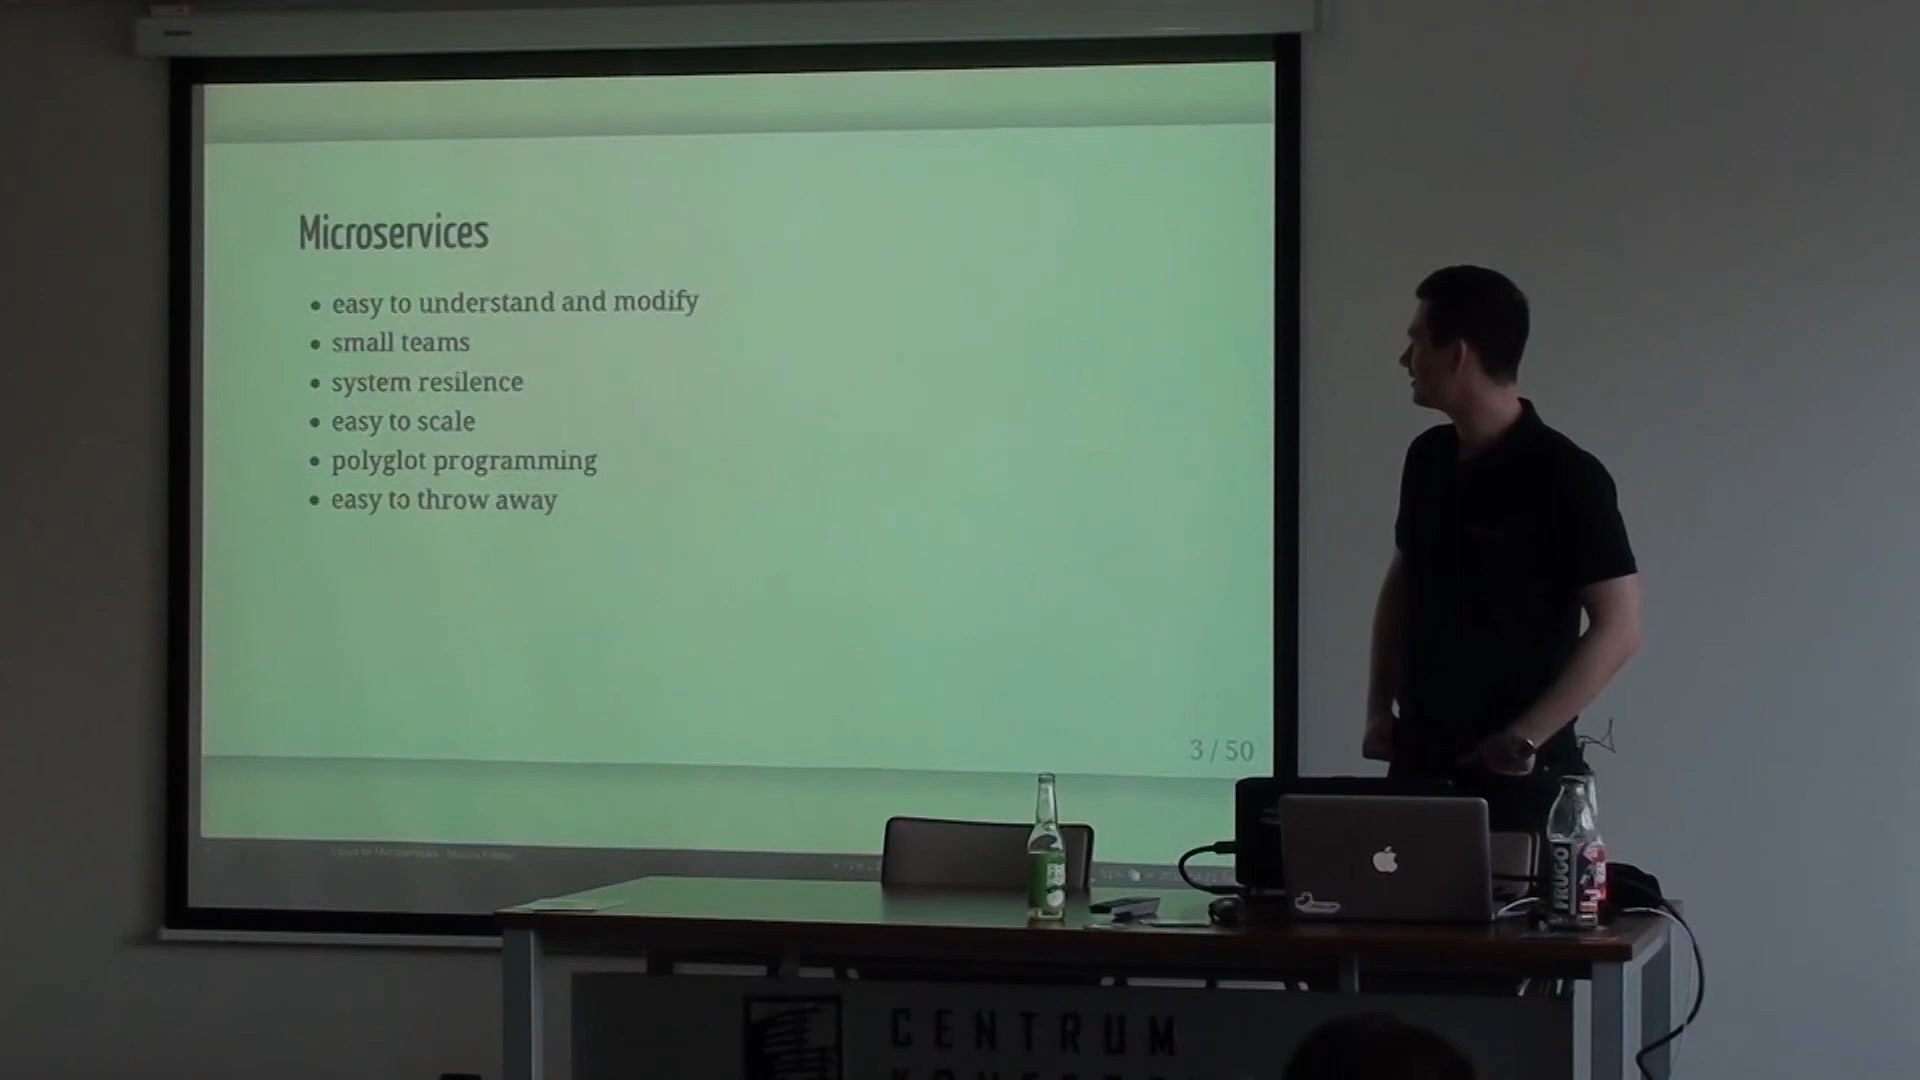 Microservices
• easy to understand and modify
• small teams
• system resilence
• easy to scale
• polyglot programming
• easy to throw away
3 / 50
FRUGO
CENTRUM